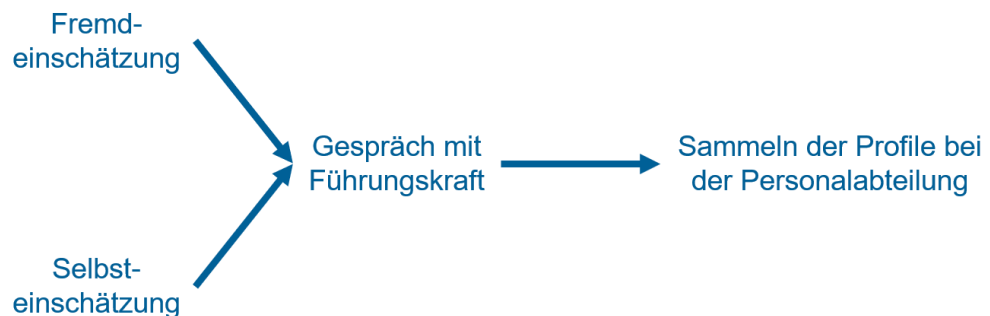 Fremd-
einschätzung
Gespräch mit
Führungskraft
Sammeln der Profile bei
der Personalabteilung
Selbst-
einschätzung